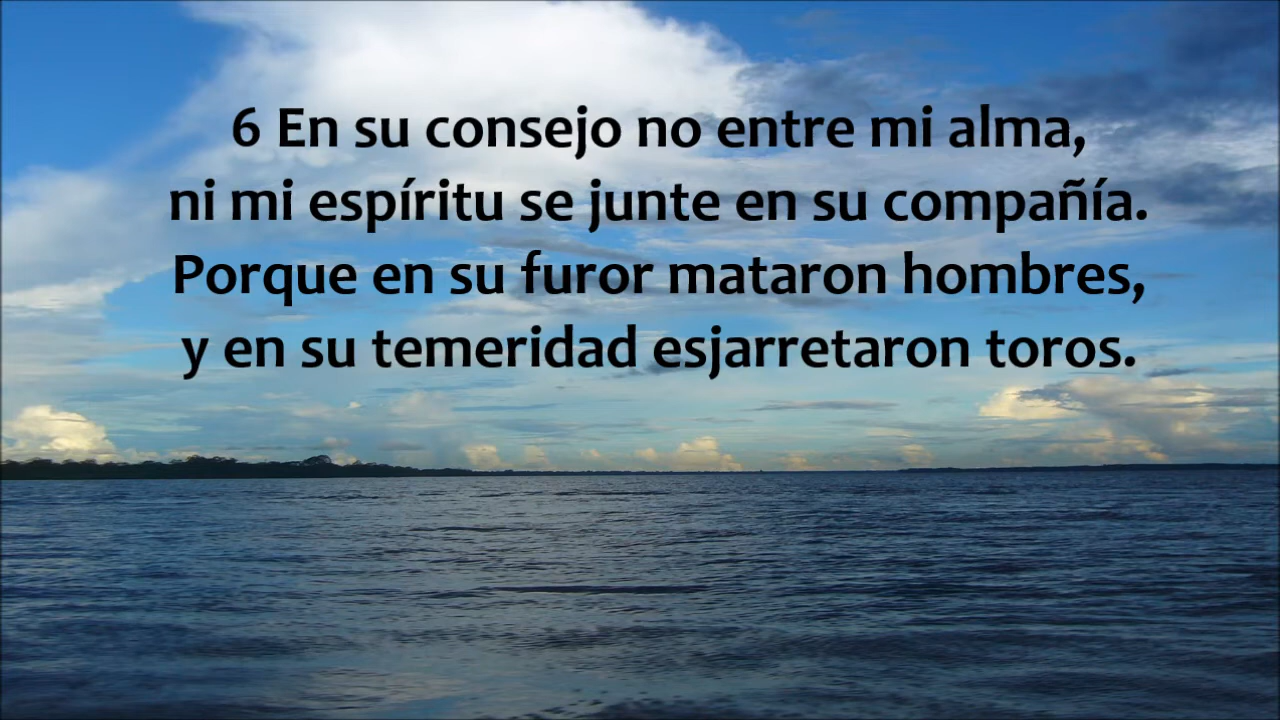 6 En su consejo no entre mi alma,
ni mi espíritu se junte en su compañía.
Porque en su furor mataron hombres,
y en su temeridad esjarretaron toros.